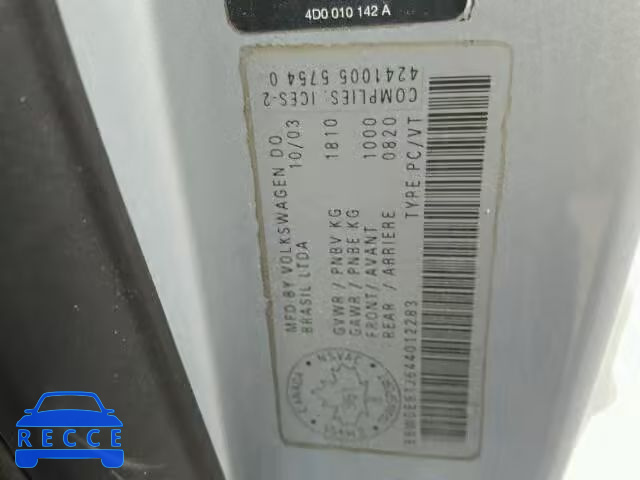 4D0 010 142 A
MFD BY VOLKSWAGEN DO
BRASIL LTDA 10/03
GVWR / PNBV KG 1810
GAWR / PNBE KG
FRONT/ AVANT 1000
REAR / ARRIERE 0820
TYPE PC/VT
COMPLIES. ICES-2
4241005 5754 0
CANADA
RECCE